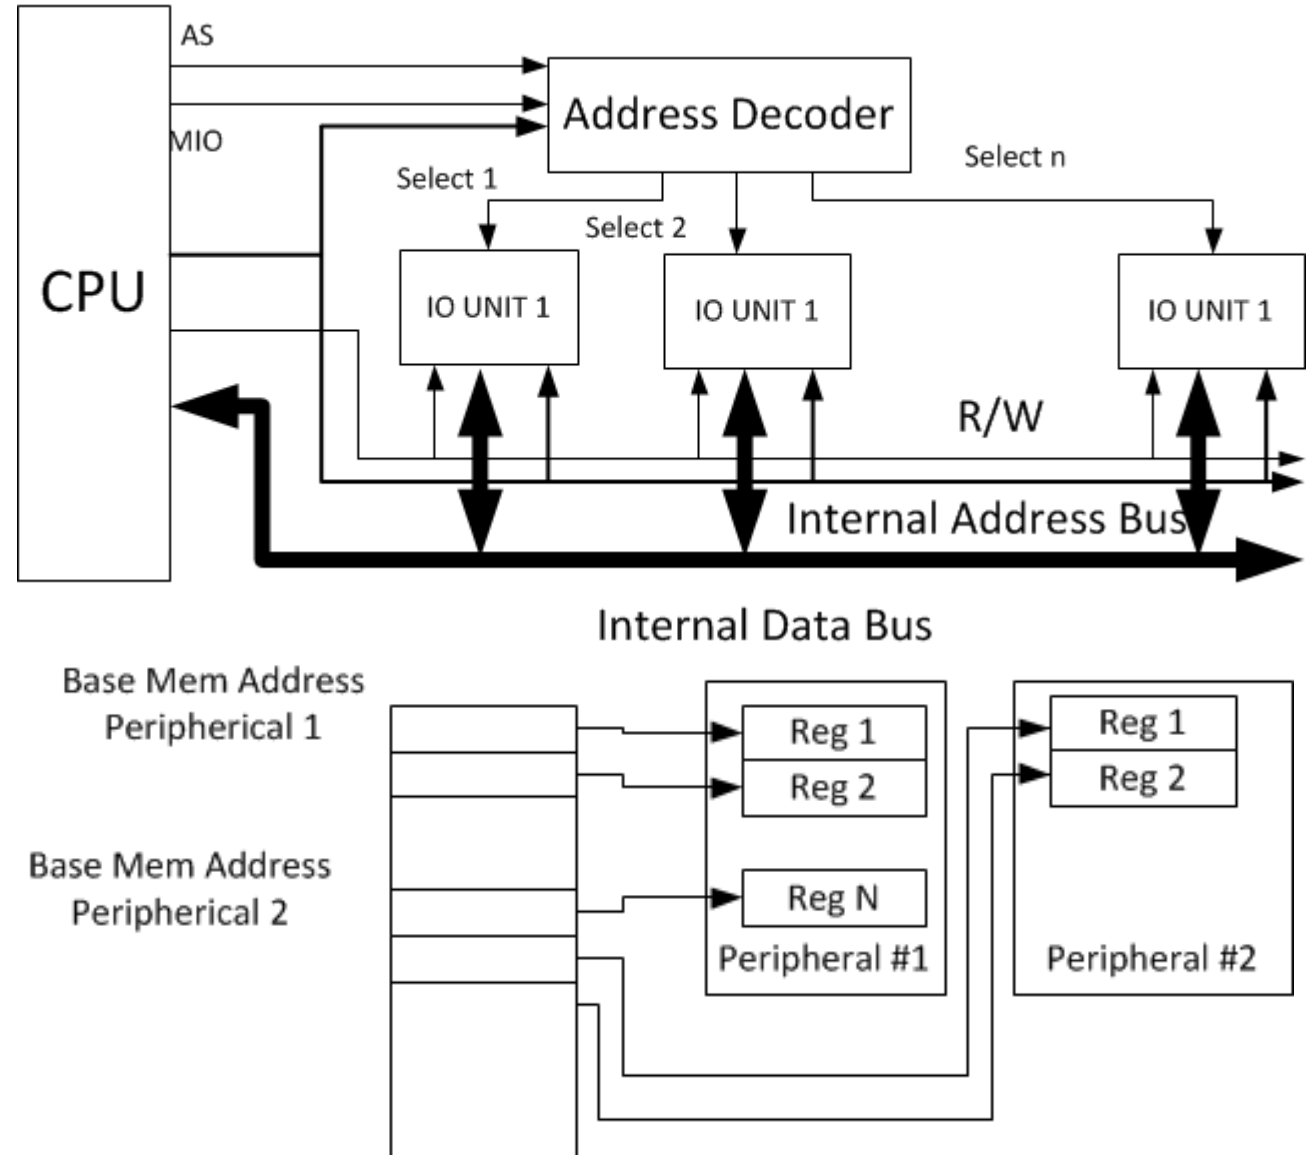 AS
Address Decoder
MIO
Select n
Select 1
Select 2
CPU
IO UNIT 1
IO UNIT 1
IO UNIT 1
R/W
Internal Address Bus
Internal Data Bus
Base Mem Address
Peripherical 1
Reg 1
Reg 2
Reg 1
Reg 2
Base Mem Address
Peripherical 2
Reg N
Peripheral #1
Peripheral #2